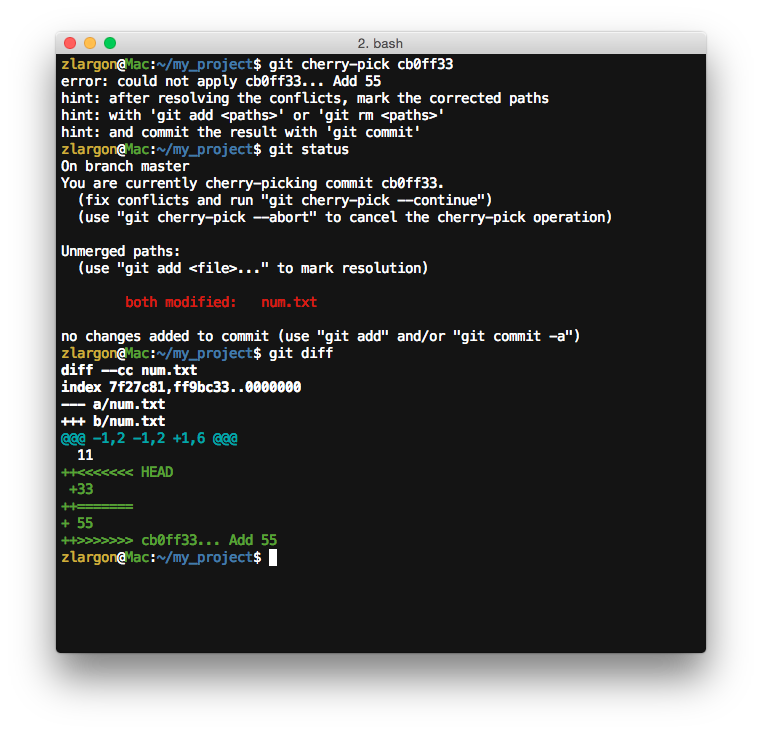 2. bash
zlargon@Mac:~/my_project$ git cherry-pick cb0ff33
error: could not apply cb0ff33... Add 55
hint: after resolving the conflicts, mark the corrected paths
hint: with 'git add <paths>' or 'git rm <paths>'
hint: and commit the result with 'git commit'
zlargon@Mac:~/my_project$ git status
On branch master
You are currently cherry-picking commit cb0ff33.
  (fix conflicts and run "git cherry-pick --continue")
  (use "git cherry-pick --abort" to cancel the cherry-pick operation)

Unmerged paths:
  (use "git add <file>..." to mark resolution)

        both modified:   num.txt

no changes added to commit (use "git add" and/or "git commit -a")
zlargon@Mac:~/my_project$ git diff
diff --cc num.txt
index 7f27c81,ff9bc33..0000000
--- a/num.txt
+++ b/num.txt
@@@ -1,2 -1,2 +1,6 @@@
  11
++<<<<<<< HEAD
 +33
++=======
+ 55
++>>>>>>> cb0ff33... Add 55
zlargon@Mac:~/my_project$